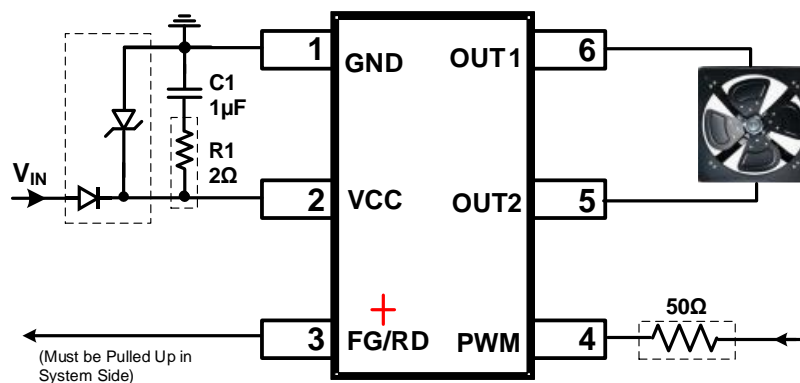 1
GND
OUT1
6
C1
1µF
R1
2Ω
VIN
2
VCC
OUT2
5
50Ω
3
FG/RD
PWM
4
(Must be Pulled Up in
System Side)